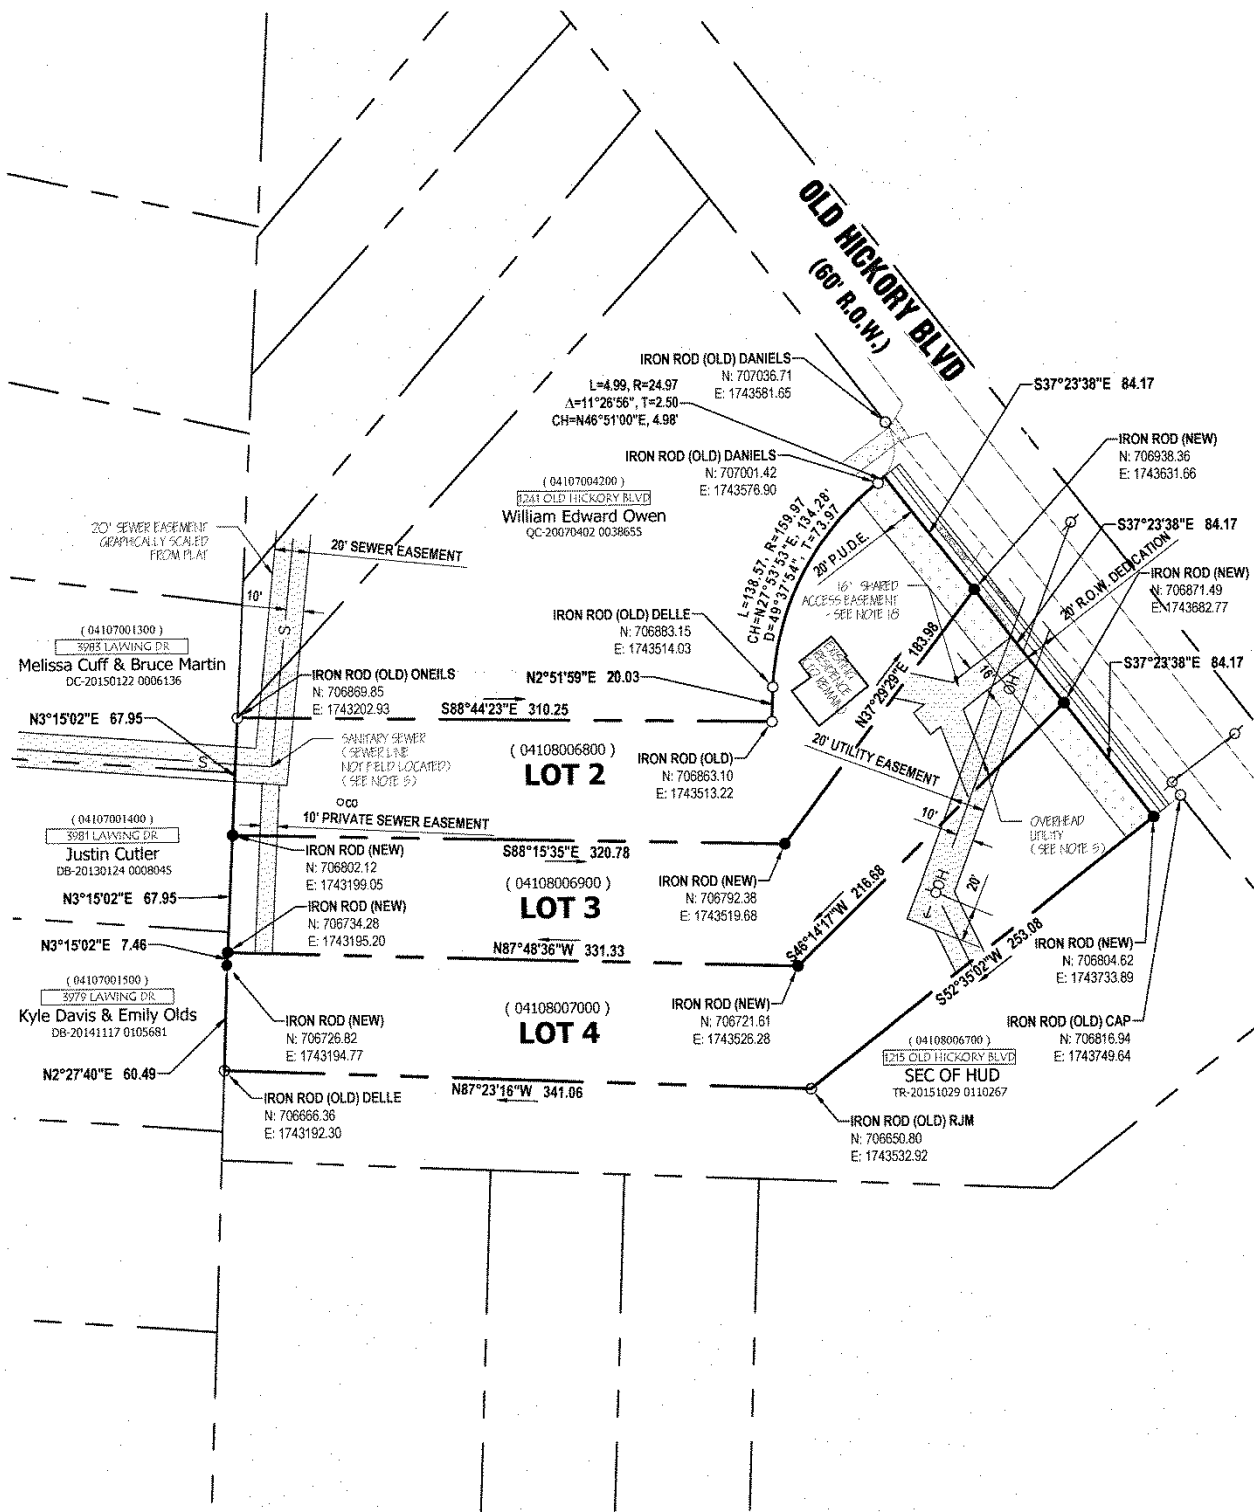 OLD HICKORY BLVD
(60' R.O.W.)
IRON ROD (OLD) DANIELS
N: 707036.71
E: 1743581.65
L=4.99, R=24.97
Δ=11°26'56", T=2.50
CH=N46°51'00"E, 4.98'
IRON ROD (OLD) DANIELS
N: 707001.42
E: 1743576.90
S37°23'38"E 84.17
IRON ROD (NEW)
N: 706938.36
E: 1743631.66
S37°23'38"E 84.17
IRON ROD (NEW)
N: 706871.49
E: 1743682.77
20' R.O.W. DEDICATION
S37°23'38"E 84.17
( 04107004200 )
1241 OLD HICKORY BLVD
William Edward Owen
QC-20070402 0038655
L=138.57, R=159.97
CH=N27°53'53"E, 134.28'
D=49°37'54", T=73.97
20' P.U.D.E.
16' SHARED
ACCESS EASEMENT
- SEE NOTE 18
20' SEWER EASEMENT
GRAPHICALLY SCALED
FROM PLAT
20' SEWER EASEMENT
10'
S
( 04107001300 )
3983 LAWING DR
Melissa Cuff & Bruce Martin
DC-20150122 0006136
IRON ROD (OLD) DELLE
N: 706883.15
E: 1743514.03
N2°51'59"E 20.03
EXISTING
RESIDENCE
REMAINS
N37°29'29"E 183.98
16'
OH
IRON ROD (OLD) ONEILS
N: 706869.85
E: 1743202.93
S88°44'23"E 310.25
N3°15'02"E 67.95
S
SANITARY SEWER
(SEWER LINE
NOT FIELD LOCATED)
(SEE NOTE 5)
( 04108006800 )
LOT 2
IRON ROD (OLD)
N: 706863.10
E: 1743513.22
20' UTILITY EASEMENT
10'
OVERHEAD
UTILITY
(SEE NOTE 5)
OCO
10' PRIVATE SEWER EASEMENT
( 04107001400 )
3981 LAWING DR
Justin Cutler
DB-20130124 0008045
IRON ROD (NEW)
N: 706802.12
E: 1743199.05
S88°15'35"E 320.78
( 04108006900 )
LOT 3
IRON ROD (NEW)
N: 706792.38
E: 1743519.68
S46°14'17"W 216.68
OH
20'
N3°15'02"E 67.95
IRON ROD (NEW)
N: 706734.28
E: 1743195.20
N87°48'36"W 331.33
N3°15'02"E 7.46
S52°35'02"W 253.08
IRON ROD (NEW)
N: 706804.62
E: 1743733.89
( 04107001500 )
3979 LAWING DR
Kyle Davis & Emily Olds
DB-20141117 0105681
IRON ROD (NEW)
N: 706726.82
E: 1743194.77
( 04108007000 )
LOT 4
IRON ROD (NEW)
N: 706721.61
E: 1743526.28
IRON ROD (OLD) CAP
N: 706816.94
E: 1743749.64
( 04108006700 )
1215 OLD HICKORY BLVD
SEC OF HUD
TR-20151029 0110267
N2°27'40"E 60.49
IRON ROD (OLD) DELLE
N: 706666.36
E: 1743192.30
N87°23'16"W 341.06
IRON ROD (OLD) RJM
N: 706650.80
E: 1743532.92